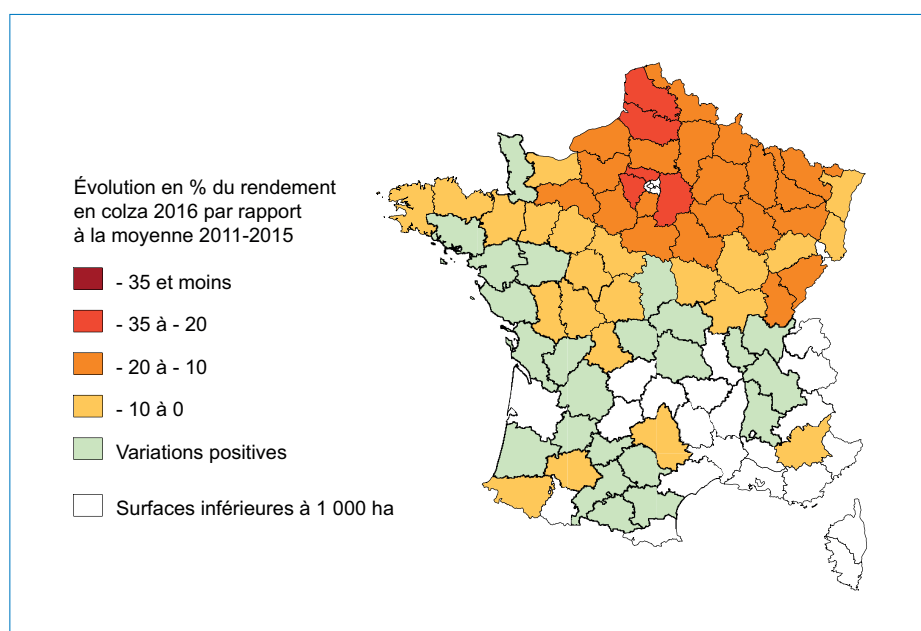 Évolution en % du rendement
en colza 2016 par rapport
à la moyenne 2011-2015
- 35 et moins
- 35 à - 20
- 20 à - 10
- 10 à 0
Variations positives
Surfaces inférieures à 1 000 ha